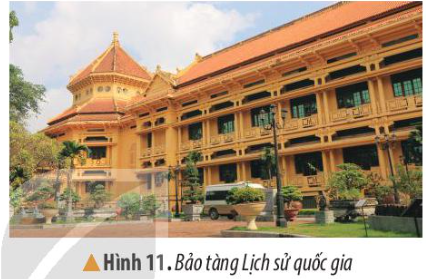 Hình 11. Bảo tàng Lịch sử quốc gia